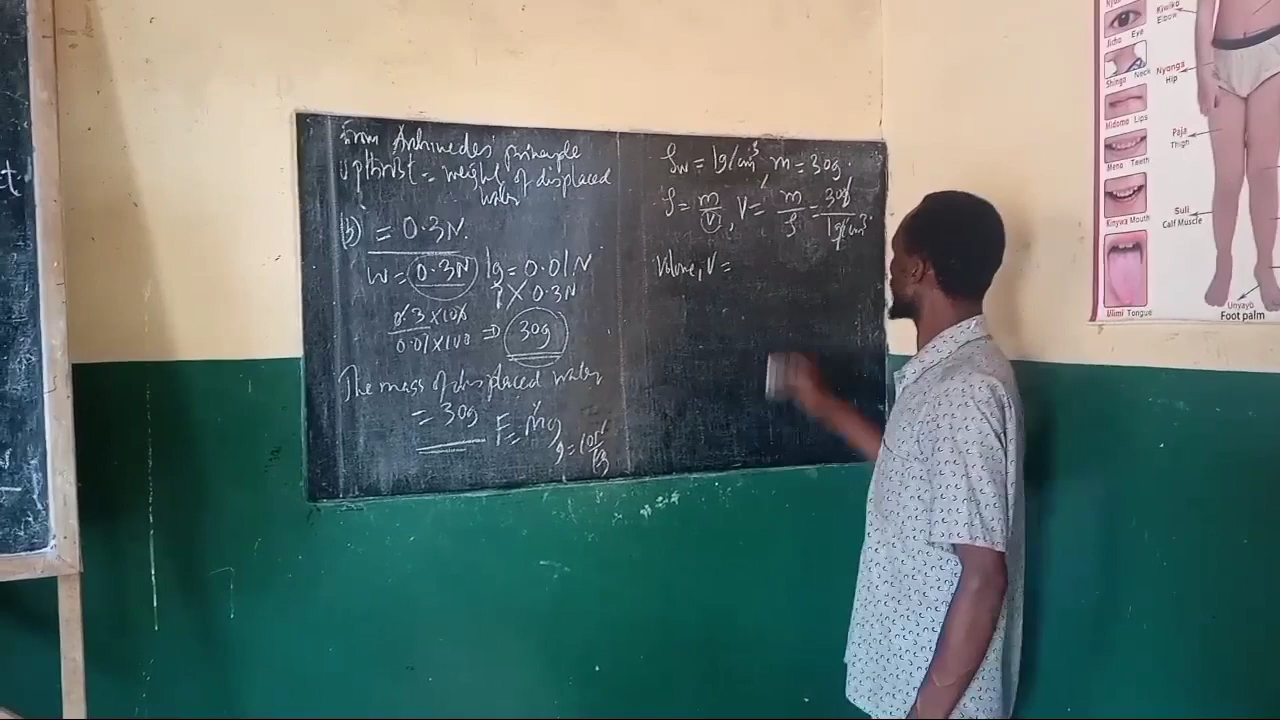 From Archimedes' principle
upthrust = weight of displaced
water
(b) = 0.3N.
W = 0.3N 1g = 0.01N
? X 0.3N
0.3 x 100
0.01 x 100 => 30g
The mass of displaced water
= 30g F = mg
g = 10N/kg
ρw = 1g/cm³ m = 30g.
ρ = m/V, V = m/ρ = 30g/1g/cm³.
Volume, V =
Jicho Eye
Shingo Neck
Midomo Lips
Meno Teeth
Kinywa Mouth
Ulimi Tongue
Kiwiko
Elbow
Nyonga
Hip
Paja
Thigh
Suli
Calf Muscle
Unyayo
Foot palm